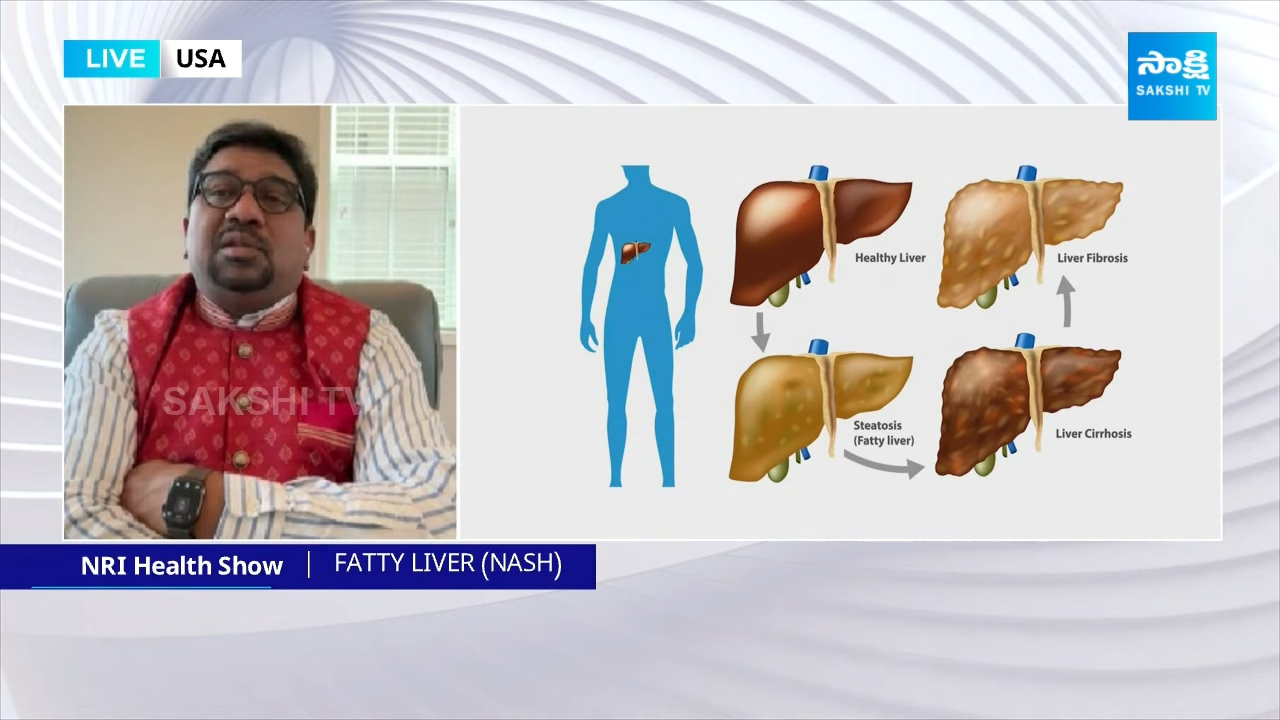 LIVE USA
సాక్షి
SAKSHI TV
SAKSHI TV
Healthy Liver
Liver Fibrosis
Steatosis
(Fatty liver)
Liver Cirrhosis
NRI Health Show | FATTY LIVER (NASH)